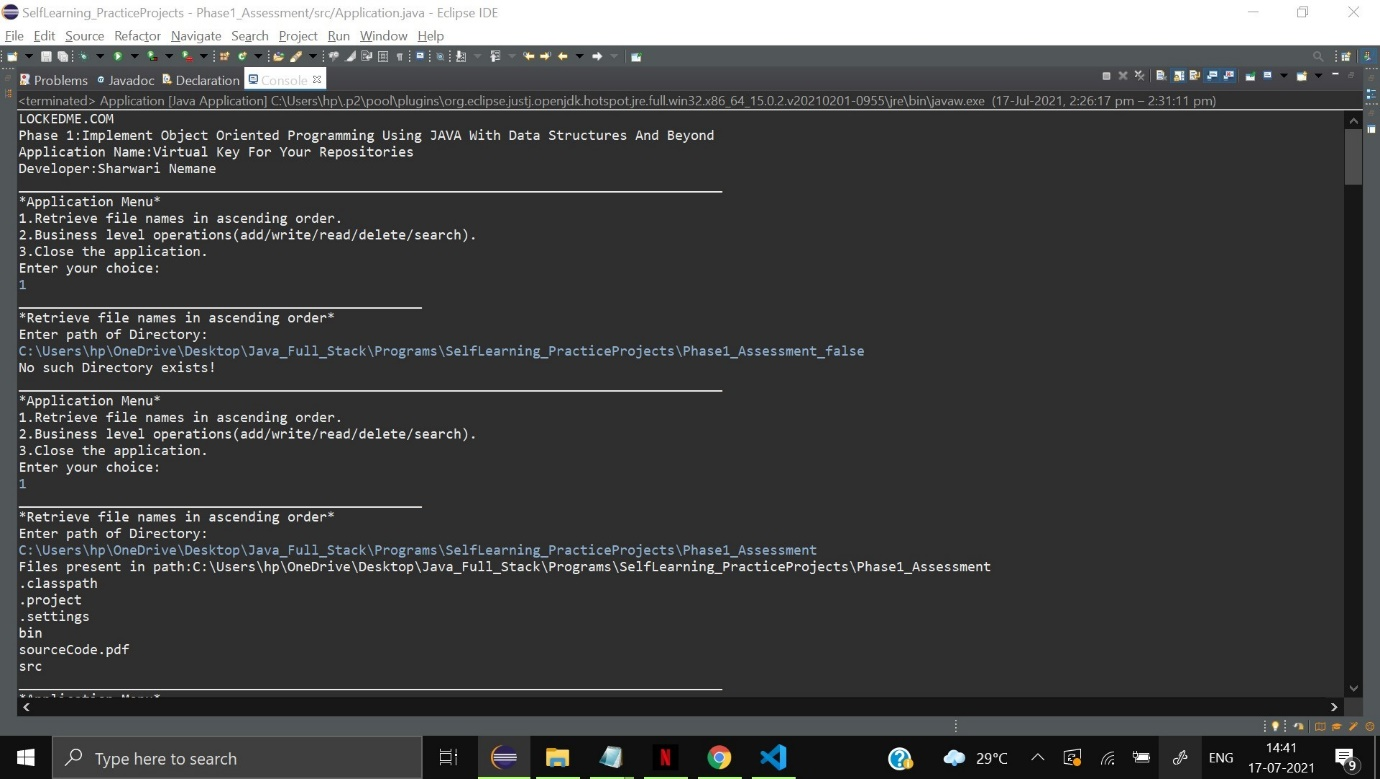 SelfLearning_PracticeProjects - Phase1_Assessment/src/Application.java - Eclipse IDE
File Edit Source Refactor Navigate Search Project Run Window Help
Problems Javadoc Declaration Console
<terminated> Application [Java Application] C:\Users\hp\.p2\pool\plugins\org.eclipse.justj.openjdk.hotspot.jre.full.win32.x86_64_15.0.2.v20210201-0955\jre\bin\javaw.exe (17-Jul-2021, 2:26:17 pm – 2:31:11 pm)
LOCKEDME.COM
Phase 1:Implement Object Oriented Programming Using JAVA With Data Structures And Beyond
Application Name:Virtual Key For Your Repositories
Developer:Sharwari Nemane
*Application Menu*
1.Retrieve file names in ascending order.
2.Business level operations(add/write/read/delete/search).
3.Close the application.
Enter your choice:
1
*Retrieve file names in ascending order*
Enter path of Directory:
C:\Users\hp\OneDrive\Desktop\Java_Full_Stack\Programs\SelfLearning_PracticeProjects\Phase1_Assessment_false
No such Directory exists!
*Application Menu*
1.Retrieve file names in ascending order.
2.Business level operations(add/write/read/delete/search).
3.Close the application.
Enter your choice:
1
*Retrieve file names in ascending order*
Enter path of Directory:
C:\Users\hp\OneDrive\Desktop\Java_Full_Stack\Programs\SelfLearning_PracticeProjects\Phase1_Assessment
Files present in path:C:\Users\hp\OneDrive\Desktop\Java_Full_Stack\Programs\SelfLearning_PracticeProjects\Phase1_Assessment
.classpath
.project
.settings
bin
sourceCode.pdf
src
*Application Menu*
Type here to search
29°C
ENG
14:41
17-07-2021
9